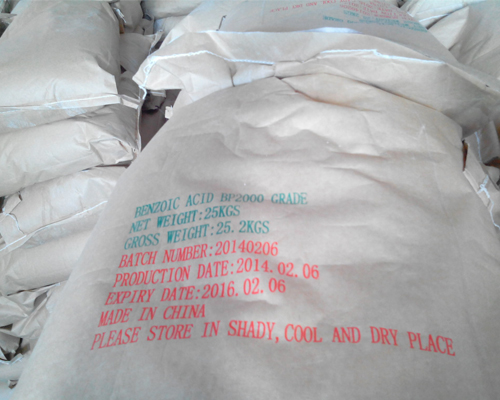 BENZOIC ACID BP2000 GRADE
NET WEIGHT:25KGS
GROSS WEIGHT:25.2KGS
BATCH NUMBER:20140206
PRODUCTION DATE:2014.02.06
EXPIRY DATE:2016.02.06
MADE IN CHINA
PLEASE STORE IN SHADY,COOL AND DRY PLACE